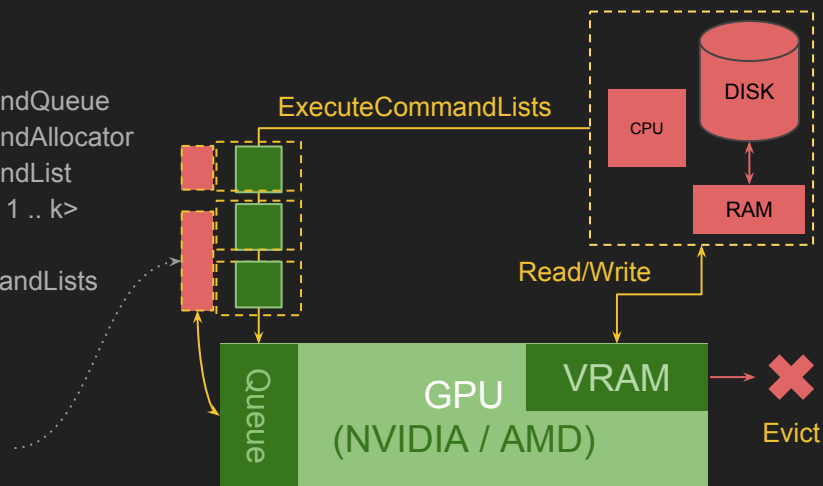 ndQueue
ndAllocator
ndList
1 .. k>
andLists
ExecuteCommandLists
CPU
DISK
RAM
Read/Write
Queue
GPU
(NVIDIA / AMD)
VRAM
Evict